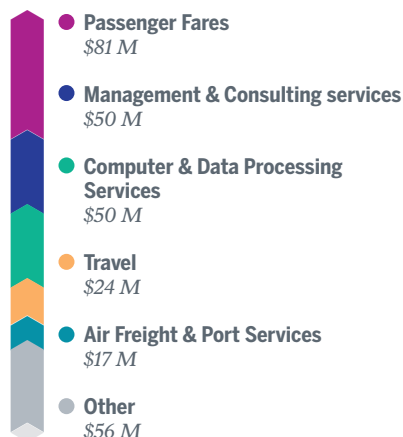 Passenger Fares
$81 M
Management & Consulting services
$50 M
Computer & Data Processing
Services
$50 M
Travel
$24 M
Air Freight & Port Services
$17 M
Other
$56 M